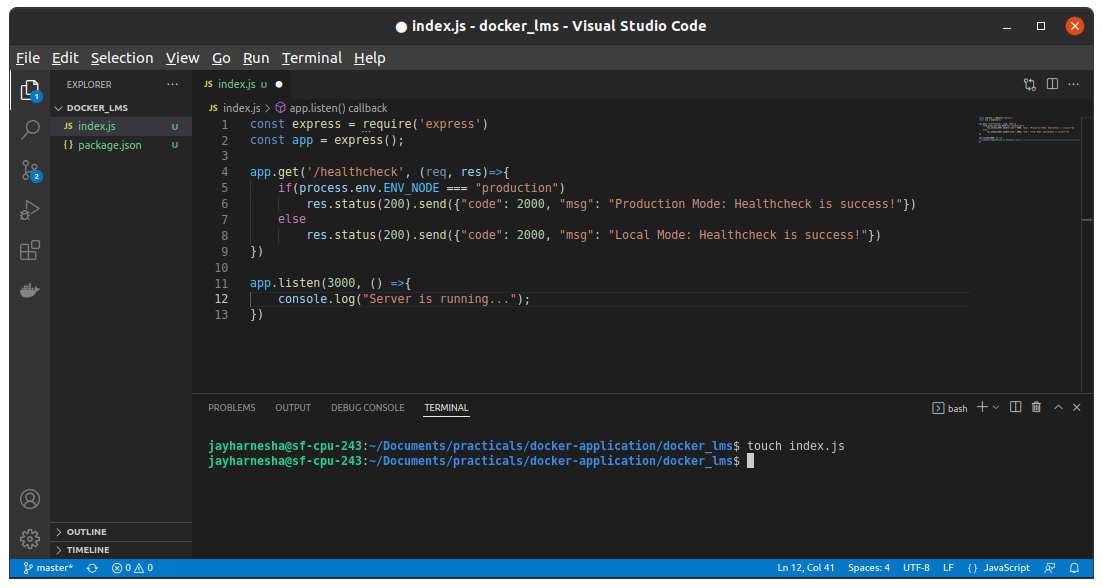 ● index.js - docker_lms - Visual Studio Code
File Edit Selection View Go Run Terminal Help
EXPLORER ···
JS index.js U ●
DOCKER_LMS
JS index.js U
{ } package.json U
1
2
JS index.js > app.listen() callback
1 const express = require('express')
2 const app = express();
3
4 app.get('/healthcheck', (req, res)=>{
5     if(process.env.ENV_NODE === "production")
6         res.status(200).send({"code": 2000, "msg": "Production Mode: Healthcheck is success!"})
7     else
8         res.status(200).send({"code": 2000, "msg": "Local Mode: Healthcheck is success!"})
9 })
10
11 app.listen(3000, () =>{
12     console.log("Server is running...");
13 })
PROBLEMS OUTPUT DEBUG CONSOLE TERMINAL
bash
jayharnesha@sf-cpu-243:~/Documents/practicals/docker-application/docker_lms$ touch index.js
jayharnesha@sf-cpu-243:~/Documents/practicals/docker-application/docker_lms$
OUTLINE
TIMELINE
master* 0 0 Ln 12, Col 41 Spaces: 4 UTF-8 LF { } JavaScript